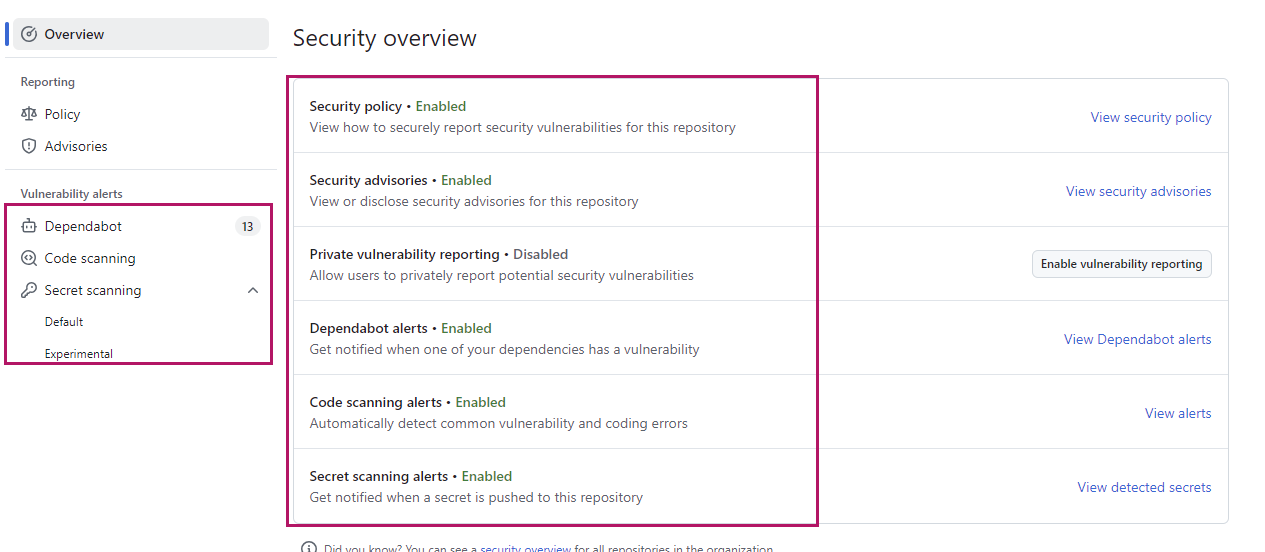 Overview
Reporting
Policy
Advisories
Vulnerability alerts
Dependabot 13
Code scanning
Secret scanning
Default
Experimental
Security overview
Security policy • Enabled
View how to securely report security vulnerabilities for this repository
View security policy
Security advisories • Enabled
View or disclose security advisories for this repository
View security advisories
Private vulnerability reporting • Disabled
Allow users to privately report potential security vulnerabilities
Enable vulnerability reporting
Dependabot alerts • Enabled
Get notified when one of your dependencies has a vulnerability
View Dependabot alerts
Code scanning alerts • Enabled
Automatically detect common vulnerability and coding errors
View alerts
Secret scanning alerts • Enabled
Get notified when a secret is pushed to this repository
View detected secrets
Did you know? You can see a security overview for all repositories in the organization